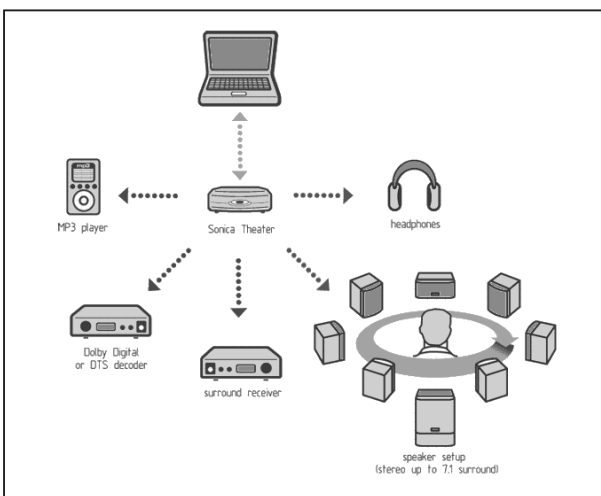 mp3
MP3 player
Sonica Theater
headphones
Dolby Digital
or DTS decoder
surround receiver
speaker setup
(stereo up to 7.1 surround)